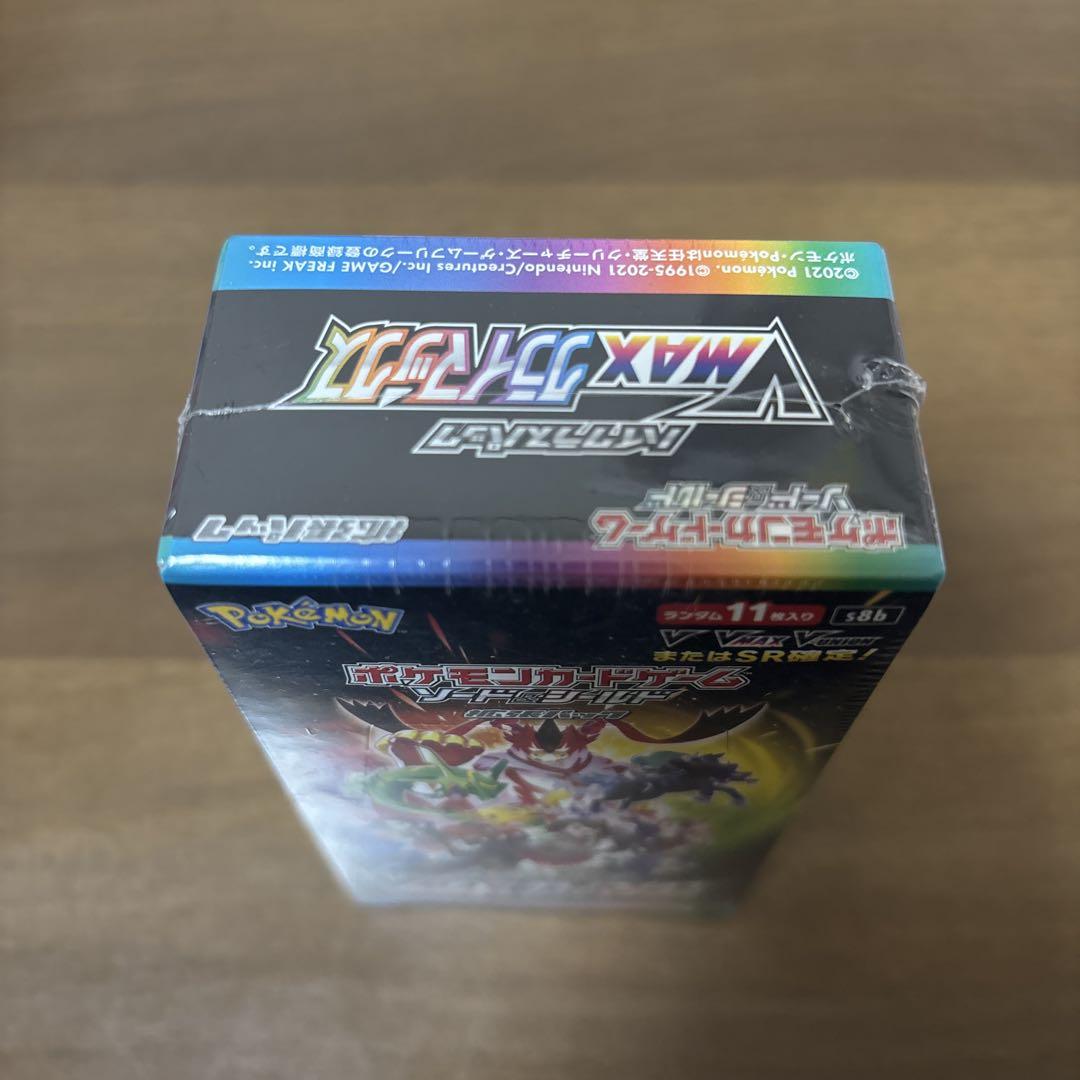 ©2021 Pokémon. ©1995-2021 Nintendo/Creatures Inc./GAME FREAK inc.
ポケモン・Pokémonは任天堂・クリーチャーズ・ゲームフリークの登録商標です。
VMAXクライマックス
ハイクラスパック
ポケモンカードゲーム
ソード&シールド
拡張パック
Pokémon
ランダム11枚入り s8b
V VMAX VUNION
またはSR確定!
ポケモンカードゲーム
ソード&シールド
拡張パック